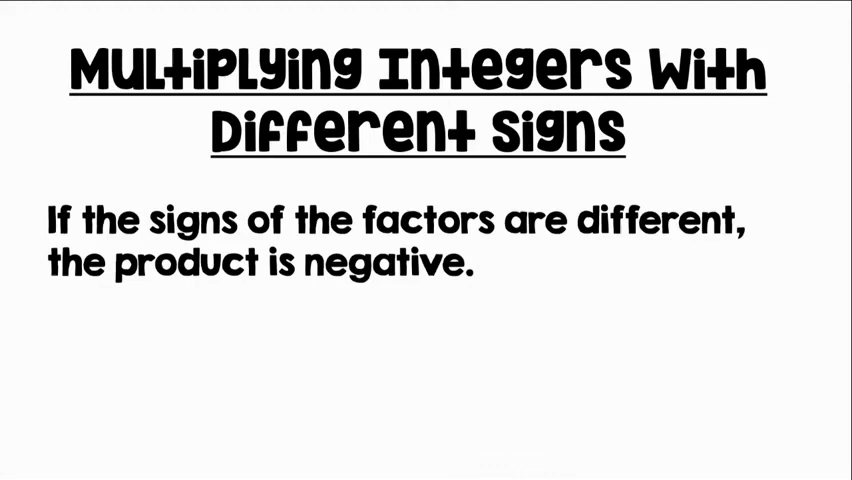 Multiplying Integers With
Different Signs
If the signs of the factors are different,
the product is negative.